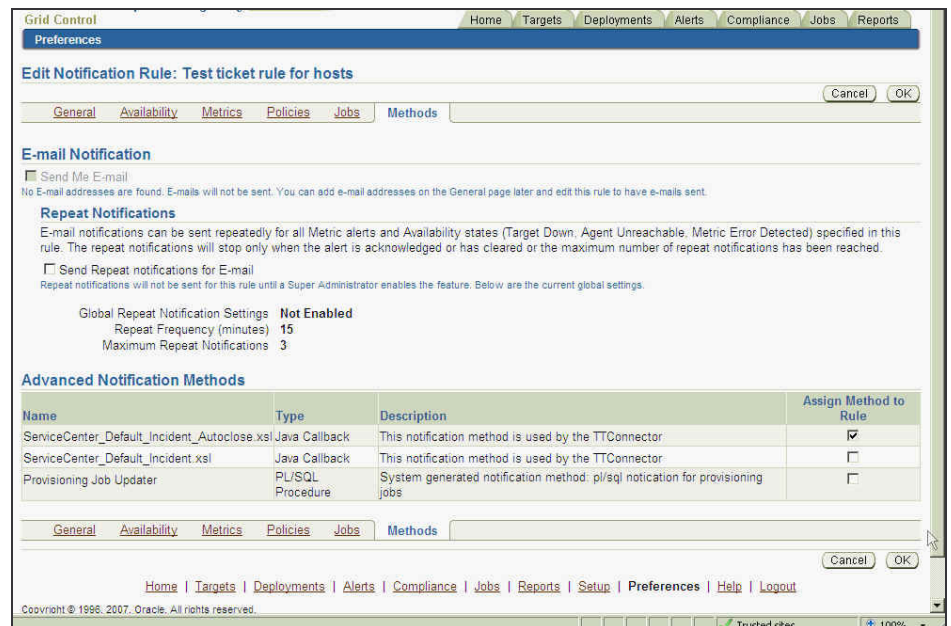 Grid Control
Home Targets Deployments Alerts Compliance Jobs Reports
Preferences
Edit Notification Rule: Test ticket rule for hosts
Cancel OK
General Availability Metrics Policies Jobs Methods
E-mail Notification
Send Me E-mail
No E-mail addresses are found. E-mails will not be sent. You can add e-mail addresses on the General page later and edit this rule to have e-mails sent.
Repeat Notifications
E-mail notifications can be sent repeatedly for all Metric alerts and Availability states (Target Down, Agent Unreachable, Metric Error Detected) specified in this
rule. The repeat notifications will stop only when the alert is acknowledged or has cleared or the maximum number of repeat notifications has been reached.
Send Repeat notifications for E-mail
Repeat notifications will not be sent for this rule until a Super Administrator enables the feature. Below are the current global settings.
Global Repeat Notification Settings Not Enabled
Repeat Frequency (minutes) 15
Maximum Repeat Notifications 3
Advanced Notification Methods
Name Type Description Assign Method to Rule
ServiceCenter_Default_Incident_Autoclose.xsl Java Callback This notification method is used by the TTConnector
ServiceCenter_Default_Incident.xsl Java Callback This notification method is used by the TTConnector
Provisioning Job Updater PL/SQL Procedure System generated notification method: pl/sql notication for provisioning jobs
General Availability Metrics Policies Jobs Methods
Cancel OK
Home | Targets | Deployments | Alerts | Compliance | Jobs | Reports | Setup | Preferences | Help | Logout
Copyright © 1996, 2007, Oracle. All rights reserved.
Trusted sites 100%